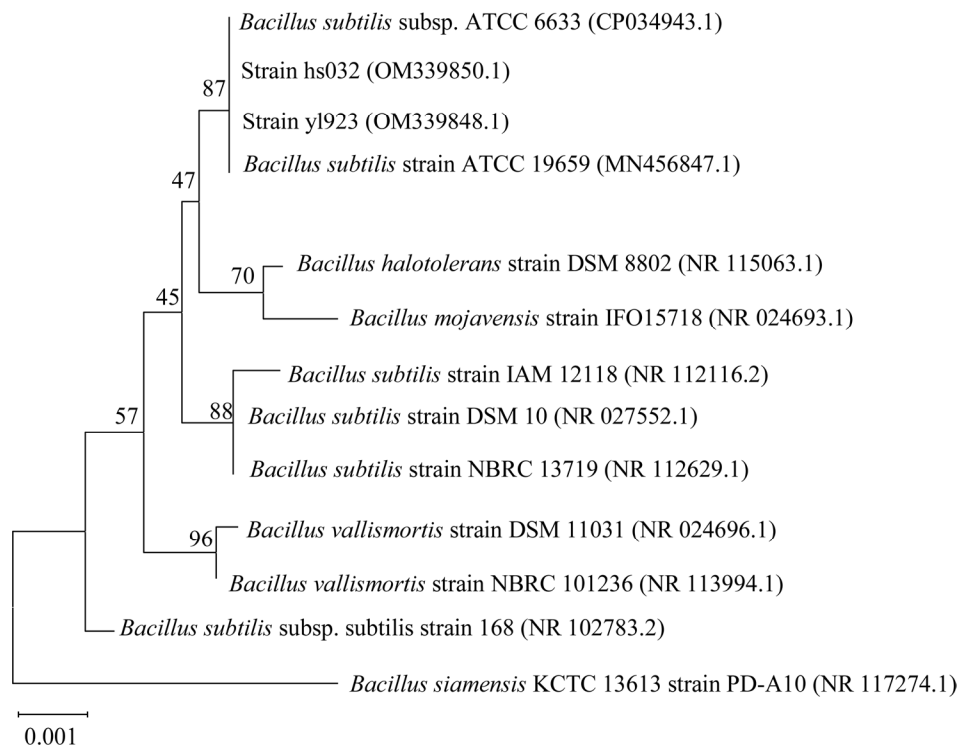 Bacillus subtilis subsp. ATCC 6633 (CP034943.1)
Strain hs032 (OM339850.1)
87
Strain yl923 (OM339848.1)
Bacillus subtilis strain ATCC 19659 (MN456847.1)
47
Bacillus halotolerans strain DSM 8802 (NR 115063.1)
70
45
Bacillus mojavensis strain IFO15718 (NR 024693.1)
Bacillus subtilis strain IAM 12118 (NR 112116.2)
57
88
Bacillus subtilis strain DSM 10 (NR 027552.1)
Bacillus subtilis strain NBRC 13719 (NR 112629.1)
Bacillus vallismortis strain DSM 11031 (NR 024696.1)
96
Bacillus vallismortis strain NBRC 101236 (NR 113994.1)
Bacillus subtilis subsp. subtilis strain 168 (NR 102783.2)
Bacillus siamensis KCTC 13613 strain PD-A10 (NR 117274.1)
0.001